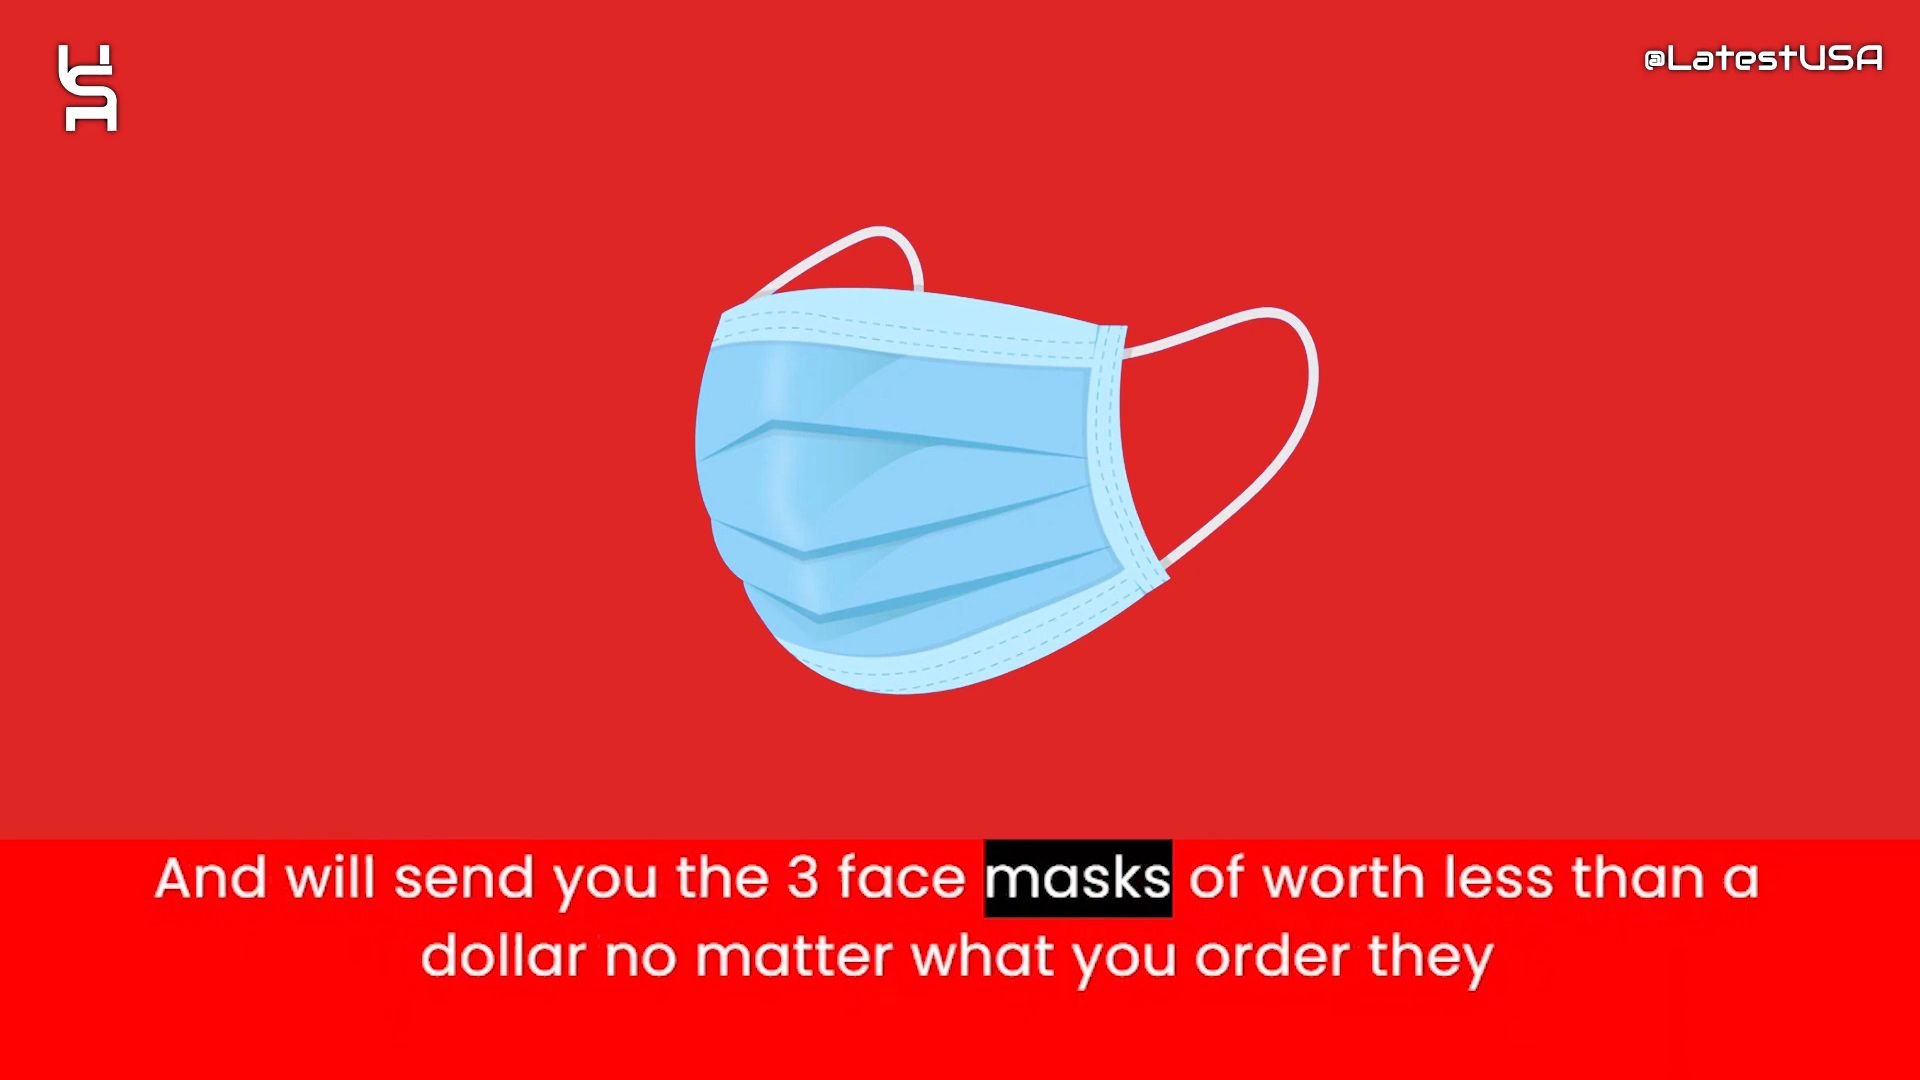 USA
@LatestUSA
And will send you the 3 face masks of worth less than a
dollar no matter what you order they